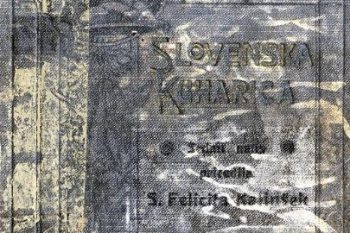 SLOVENSKA
KUHARICA
priredila
S. Felicita Kalinšek